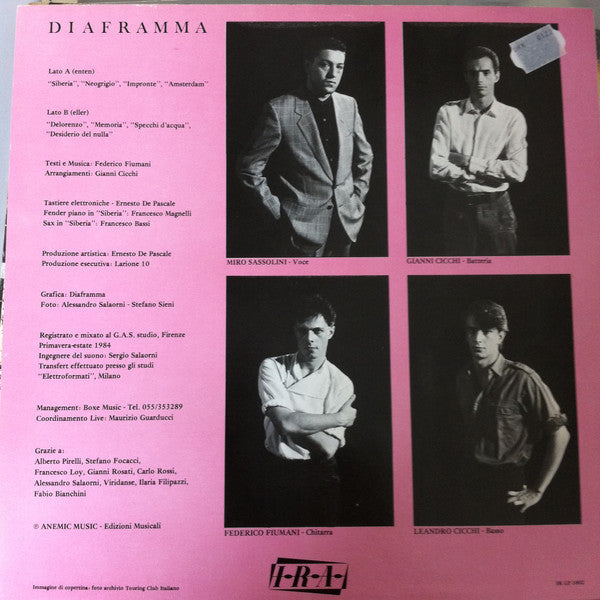 DIAFRAMMA
Lato A (enten)
"Siberia", "Neogrigio", "Impronte", "Amsterdam"
Lato B (eller)
"Delorenzo", "Memoria", "Specchi d'acqua",
"Desiderio del nulla"
Testi e Musica: Federico Fiumani
Arrangiamenti: Gianni Cicchi
Tastiere elettroniche - Ernesto De Pascale
Fender piano in "Siberia": Francesco Magnelli
Sax in "Siberia": Francesco Bassi
Produzione artistica: Ernesto De Pascale
Produzione esecutiva: Larione 10
Grafica: Diaframma
Foto: Alessandro Salaorni - Stefano Sieni
Registrato e mixato al G.A.S. studio, Firenze
Primavera-estate 1984
Ingegnere del suono: Sergio Salaorni
Transfert effettuato presso gli studi
"Elettroformati", Milano
Management: Boxe Music - Tel. 055/353289
Coordinamento Live: Maurizio Guarducci
Grazie a:
Alberto Pirelli, Stefano Focacci,
Francesco Loy, Gianni Rosati, Carlo Rossi,
Alessandro Salaorni, Viridanse, Ilaria Filipazzi,
Fabio Bianchini
℗ ANEMIC MUSIC - Edizioni Musicali
Immagine di copertina: foto archivio Touring Club Italiano
MIRO SASSOLINI - Voce
GIANNI CICCHI - Batteria
FEDERICO FIUMANI - Chitarra
LEANDRO CICCHI - Basso
I·R·A·